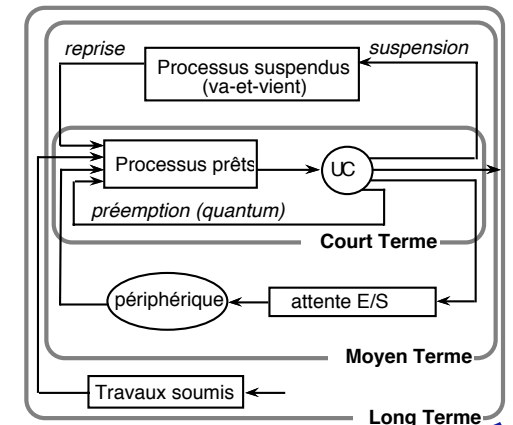 reprise
suspension
Processus suspendus
(va-et-vient)
Processus prêts
UC
préemption (quantum)
Court Terme
périphérique
attente E/S
Moyen Terme
Travaux soumis
Long Terme